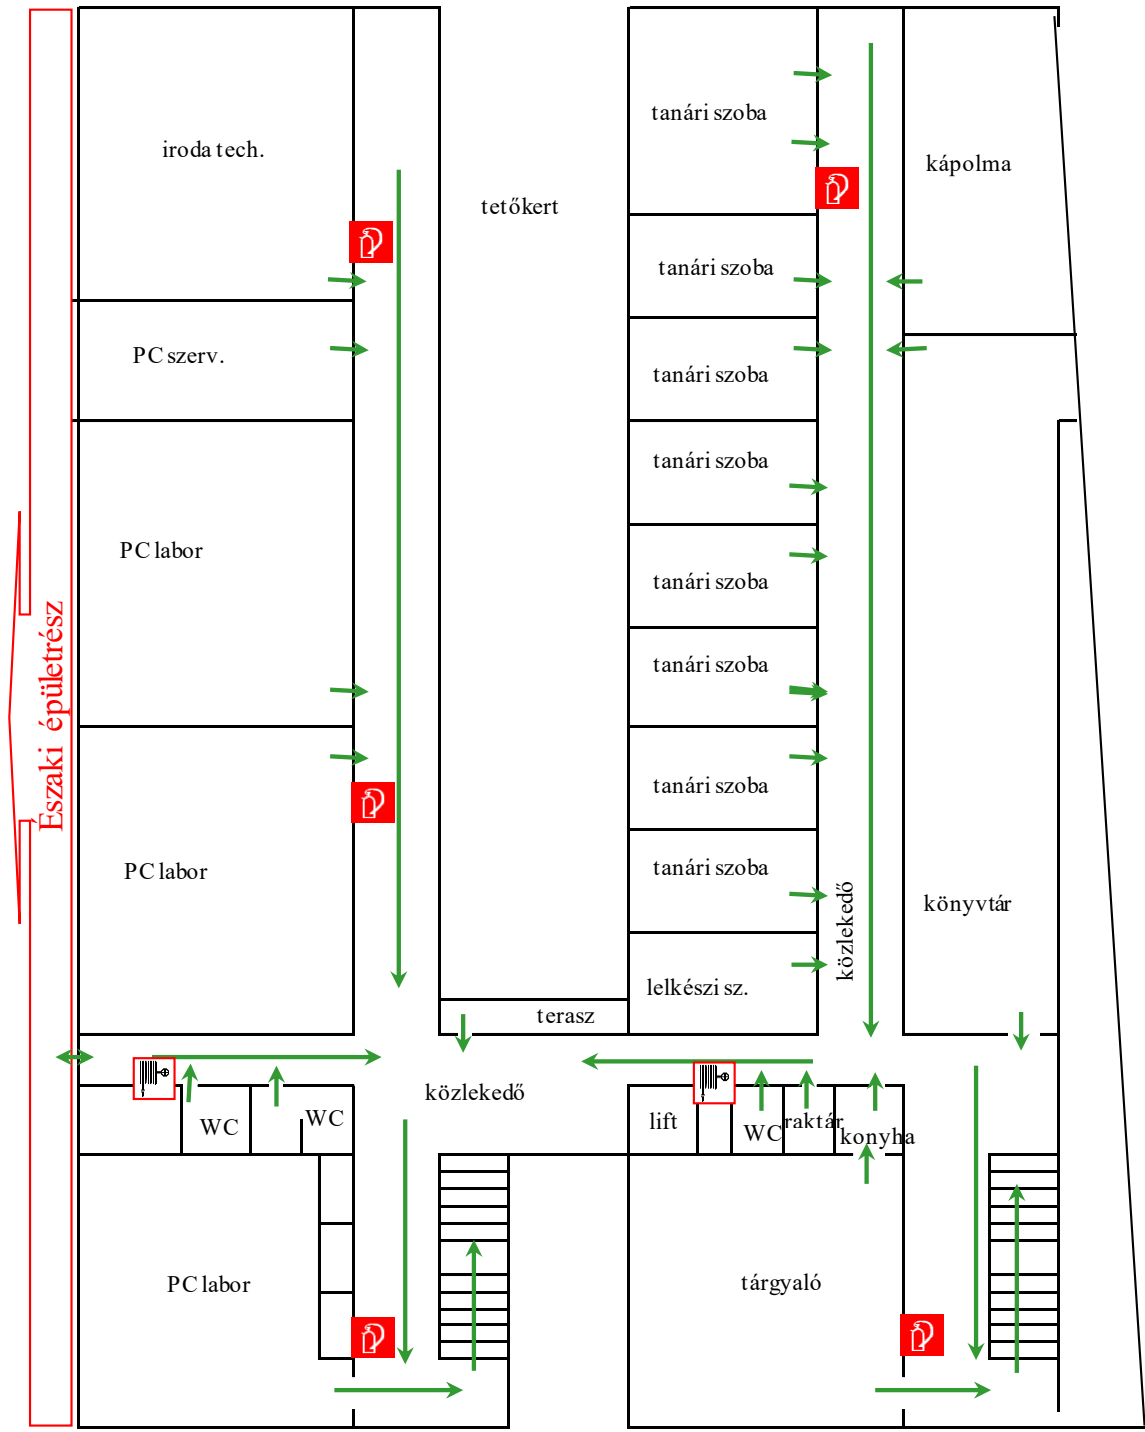 iroda tech.
PC szerv.
PC labor
PC labor
Északi épületrész
tetőkert
terasz
tanári szoba
tanári szoba
tanári szoba
tanári szoba
tanári szoba
tanári szoba
tanári szoba
tanári szoba
lelkészi sz.
közlekedő
kápolma
könyvtár
közlekedő
WC
WC
lift
WC
raktár
konyha
PC labor
tárgyaló